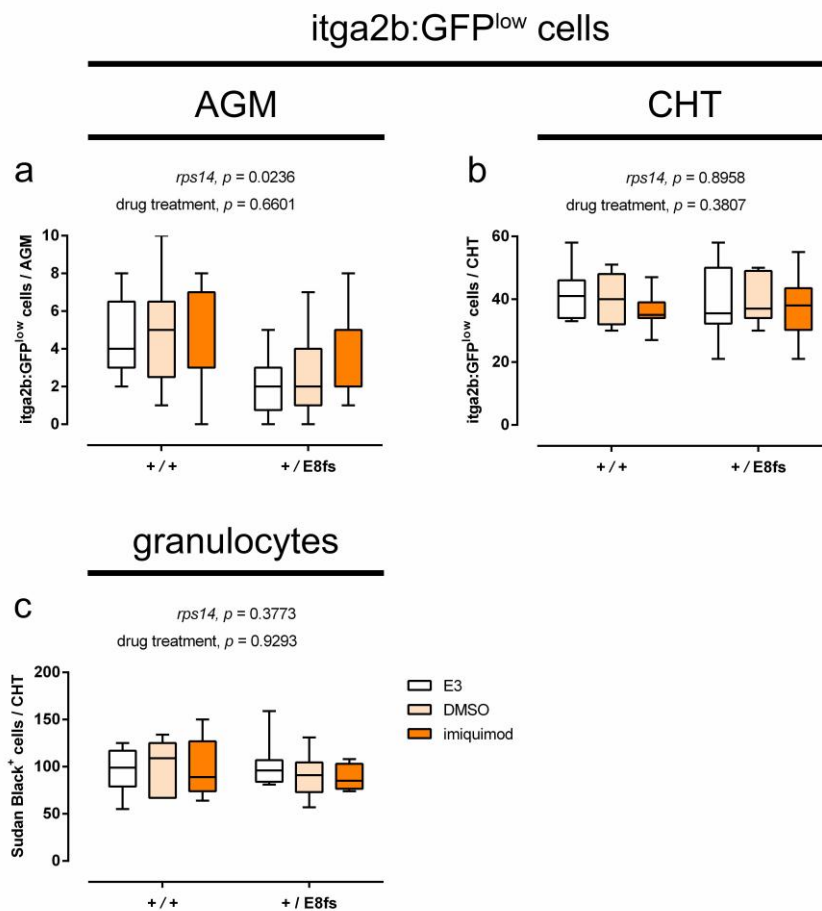 itga2b:GFPlow cells
AGM
CHT
a
rps14, p = 0.0236
drug treatment, p = 0.6601
itga2b:GFPlow cells / AGM
10
8
6
4
2
0
+ / +
+ / E8fs
b
rps14, p = 0.8958
drug treatment, p = 0.3807
itga2b:GFPlow cells / CHT
60
40
20
0
+ / +
+ / E8fs
granulocytes
c
rps14, p = 0.3773
drug treatment, p = 0.9293
Sudan Black+ cells / CHT
200
150
100
50
0
+ / +
+ / E8fs
E3
DMSO
imiquimod